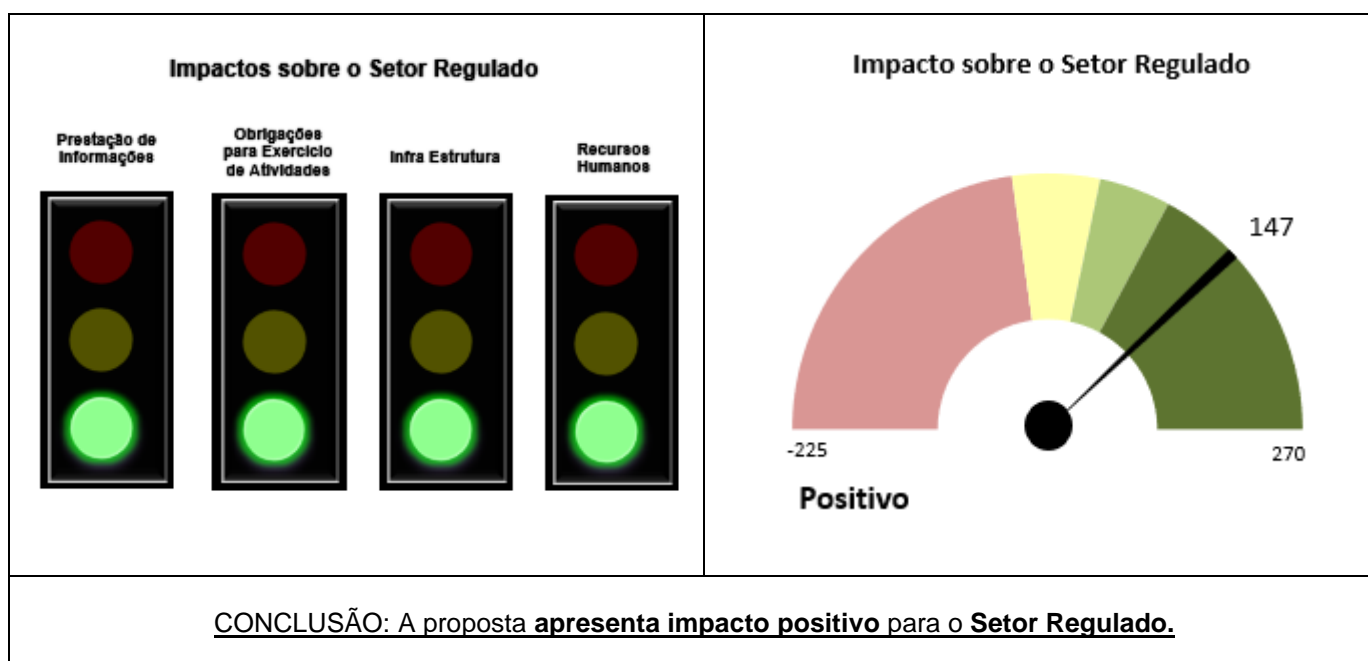 Impactos sobre o Setor Regulado
Prestação de
Informações
Obrigações
para Exercício
de Atividades
Infra Estrutura
Recursos
Humanos
Impacto sobre o Setor Regulado
147
-225
270
Positivo
CONCLUSÃO: A proposta apresenta impacto positivo para o Setor Regulado.